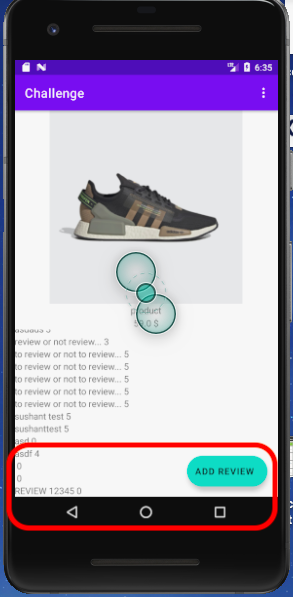 6:35
Challenge
product
review or not review... 3
to review or not to review... 5
to review or not to review... 5
to review or not to review... 5
to review or not to review... 5
to review or not to review... 5
sushant test 5
sushanttest 5
asd 0
asdf 4
0
0
REVIEW 12345 0
ADD REVIEW